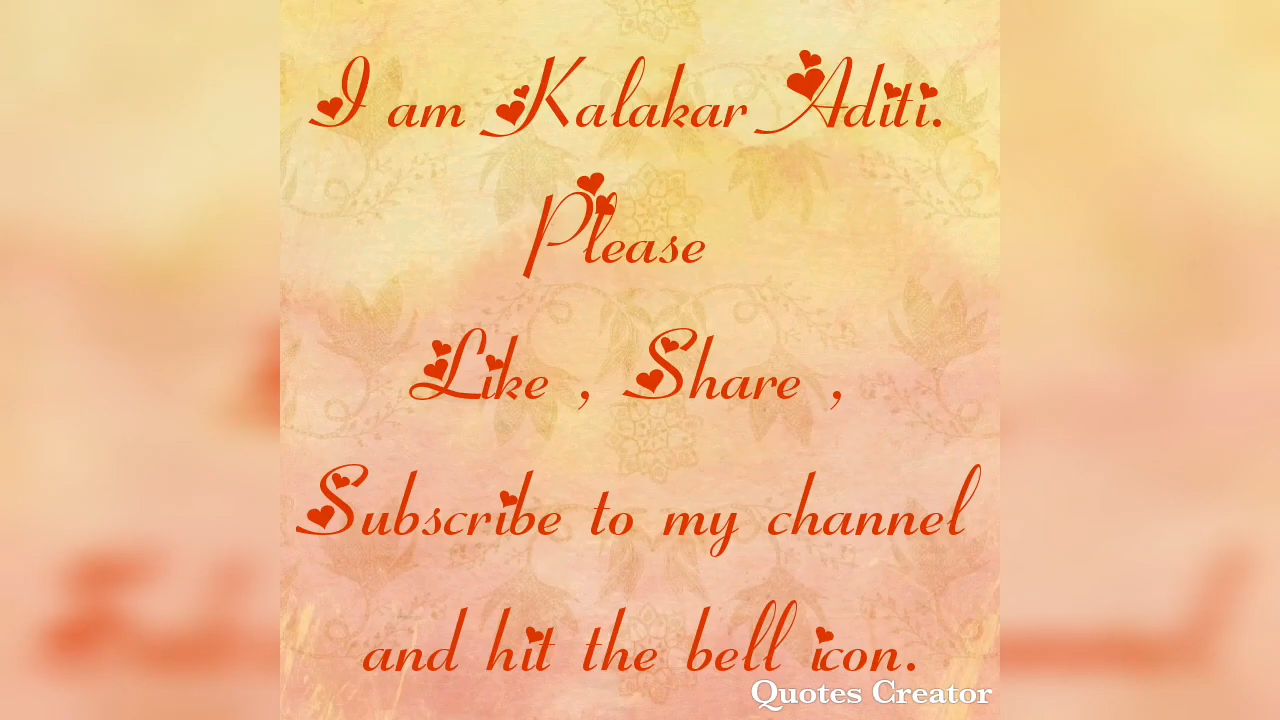 I am Kalakar Aditi.
Please
Like , Share ,
Subscribe to my channel
and hit the bell icon.
Quotes Creator